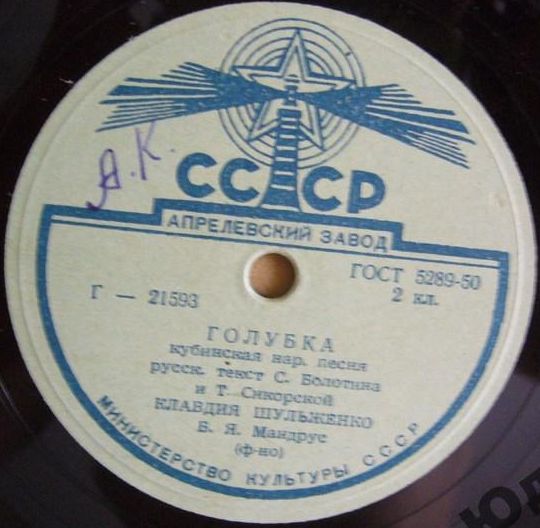 А.К.
СССР
АПРЕЛЕВСКИЙ ЗАВОД
ГОСТ 5289-50
Г — 21593
2 кл.
ГОЛУБКА
кубинская нар. песня
русск. текст С. Болотина
и Т. Сикорской
КЛАВДИЯ ШУЛЬЖЕНКО
Б. Я. Мандрус
(ф-но)
МИНИСТЕРСТВО КУЛЬТУРЫ СССР